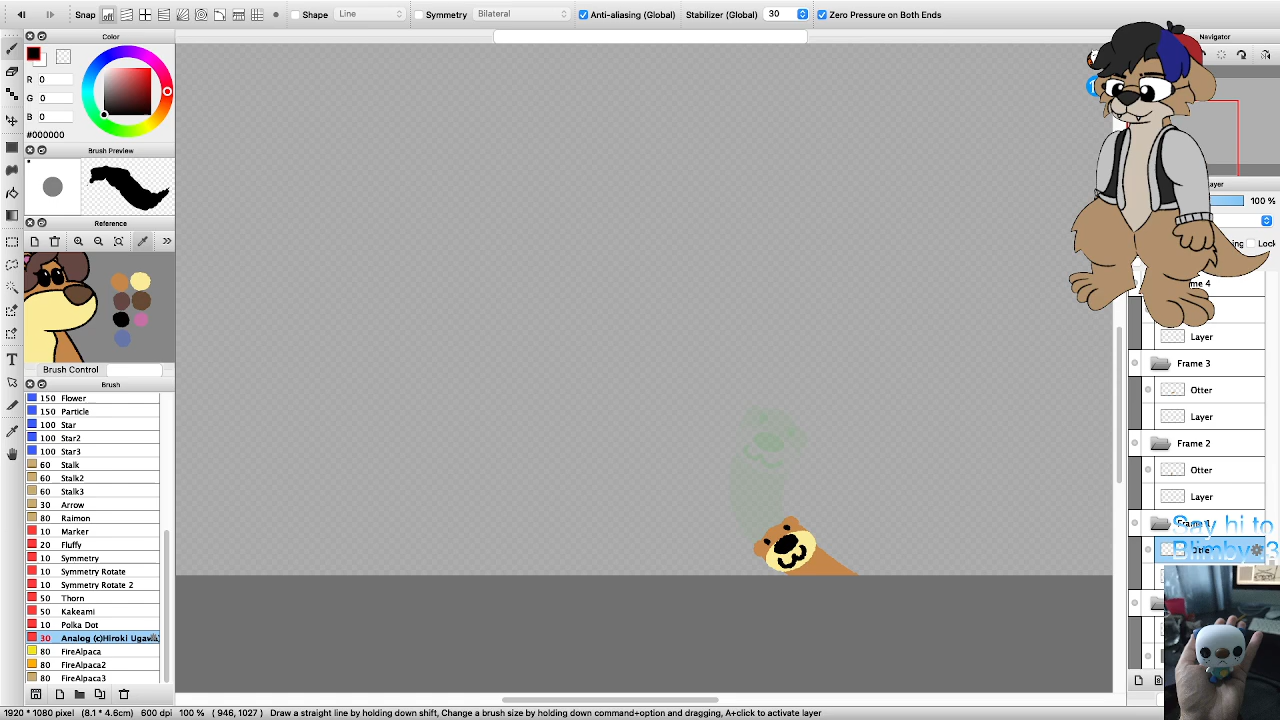 Snap Shape Line Symmetry Bilateral Anti-aliasing (Global) Stabilizer (Global) 30 Zero Pressure on Both Ends
Color
R 0
G 0
B 0
#000000
Brush Preview
Reference
Brush Control
Brush
150 Flower
150 Particle
100 Star
100 Star2
100 Star3
60 Stalk
60 Stalk2
60 Stalk3
30 Arrow
80 Raimon
10 Marker
20 Fluffy
10 Symmetry
10 Symmetry Rotate
10 Symmetry Rotate 2
50 Thorn
50 Kakeami
10 Polka Dot
30 Analog (c)Hiroki Ugawa
80 FireAlpaca
80 FireAlpaca2
80 FireAlpaca3
Navigator
100 %
Lock
Layer
Frame 3
Otter
Layer
Frame 2
Otter
Layer
Say hi to
Blimby :3
1920 * 1080 pixel (8.1 * 4.6cm) 600 dpi 100 % ( 946, 1027 ) Draw a straight line by holding down shift, Change a brush size by holding down command+option and dragging, A+click to activate layer